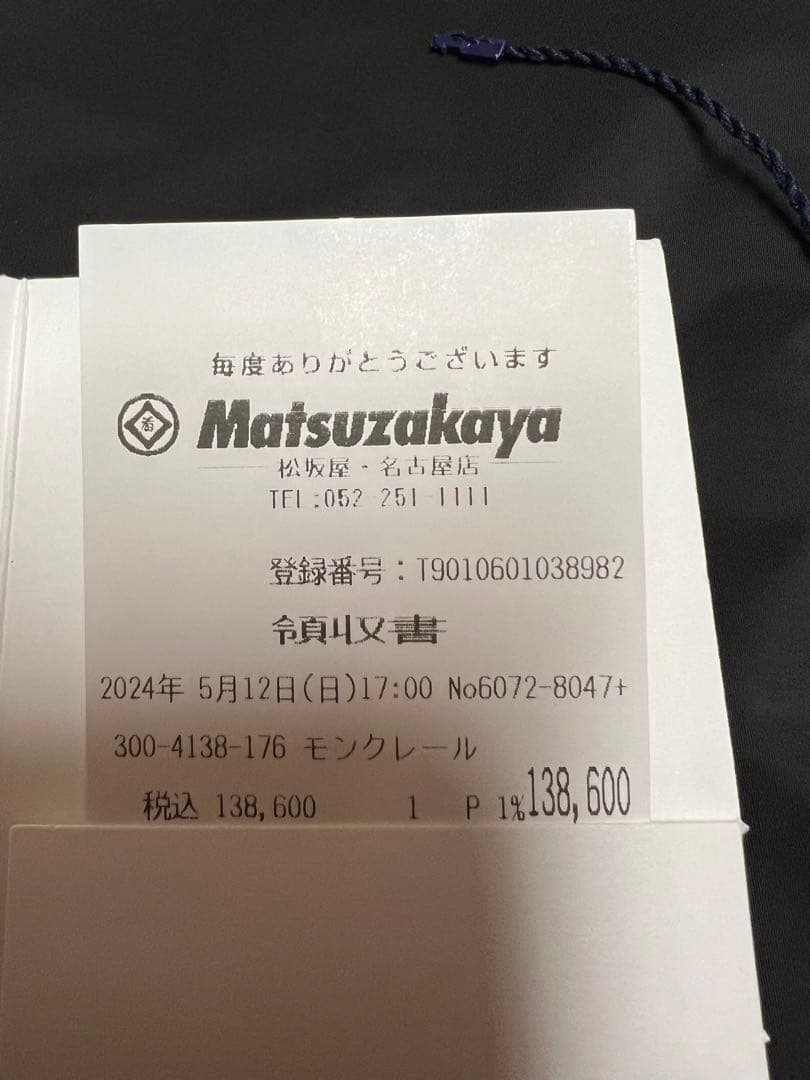 毎度ありがとうございます
Matsuzakaya
松坂屋・名古屋店
TEL:052-251-1111
登録番号:T9010601038982
領収書
2024年 5月12日(日)17:00 No6072-8047+
300-4138-176 モンクレール
税込 138,600 1 P 1%138,600